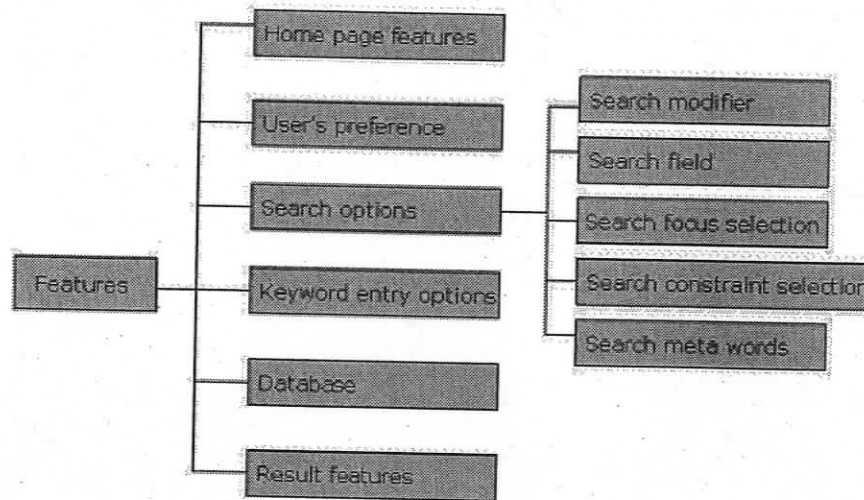 Features
Home page features
User's preference
Search options
Keyword entry options
Database
Result features
Search modifier
Search field
Search focus selection
Search constraint selection
Search meta words